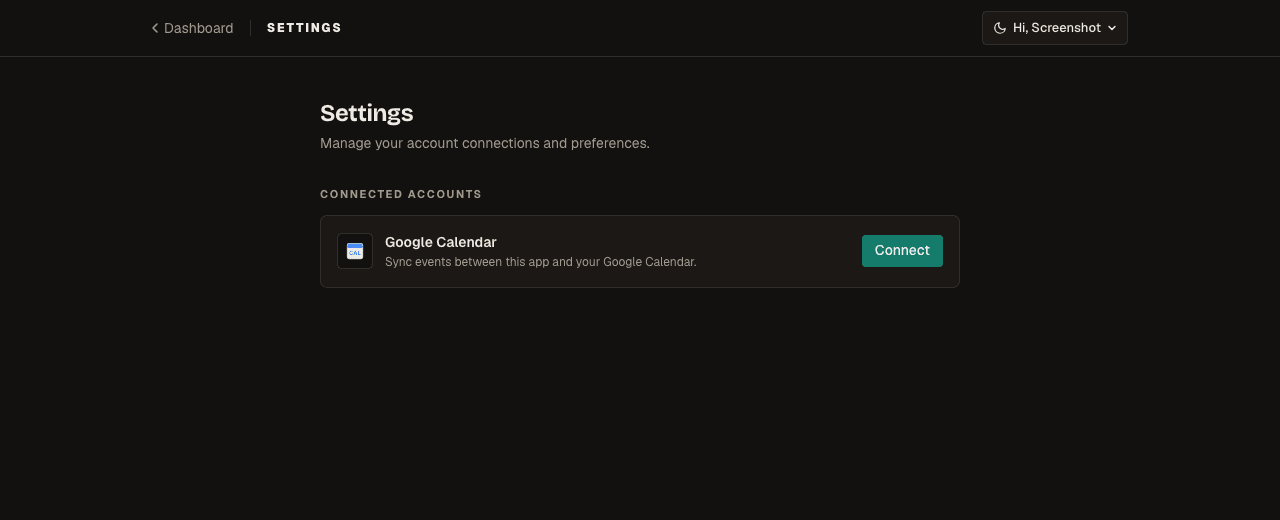 Dashboard
SETTINGS
Hi, Screenshot
Settings
Manage your account connections and preferences.
CONNECTED ACCOUNTS
CAL
Google Calendar
Sync events between this app and your Google Calendar.
Connect